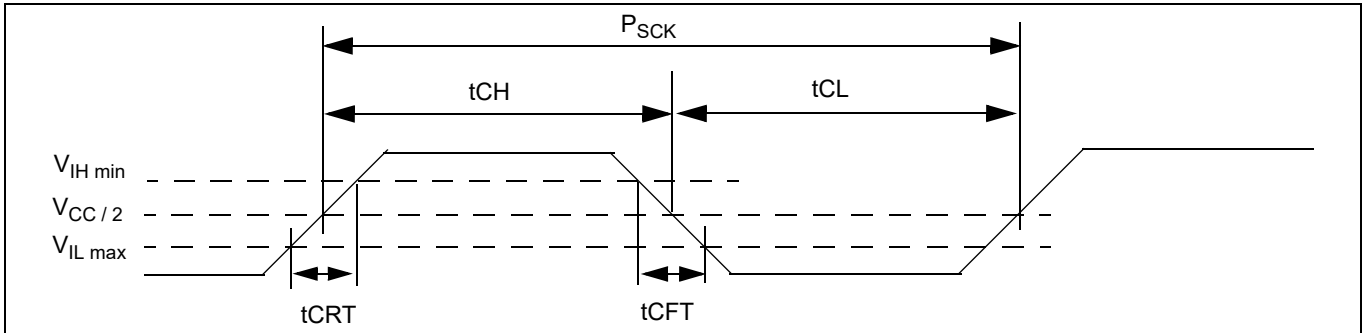 PSCK
tCH
tCL
VIH min
VCC / 2
VIL max
tCRT
tCFT